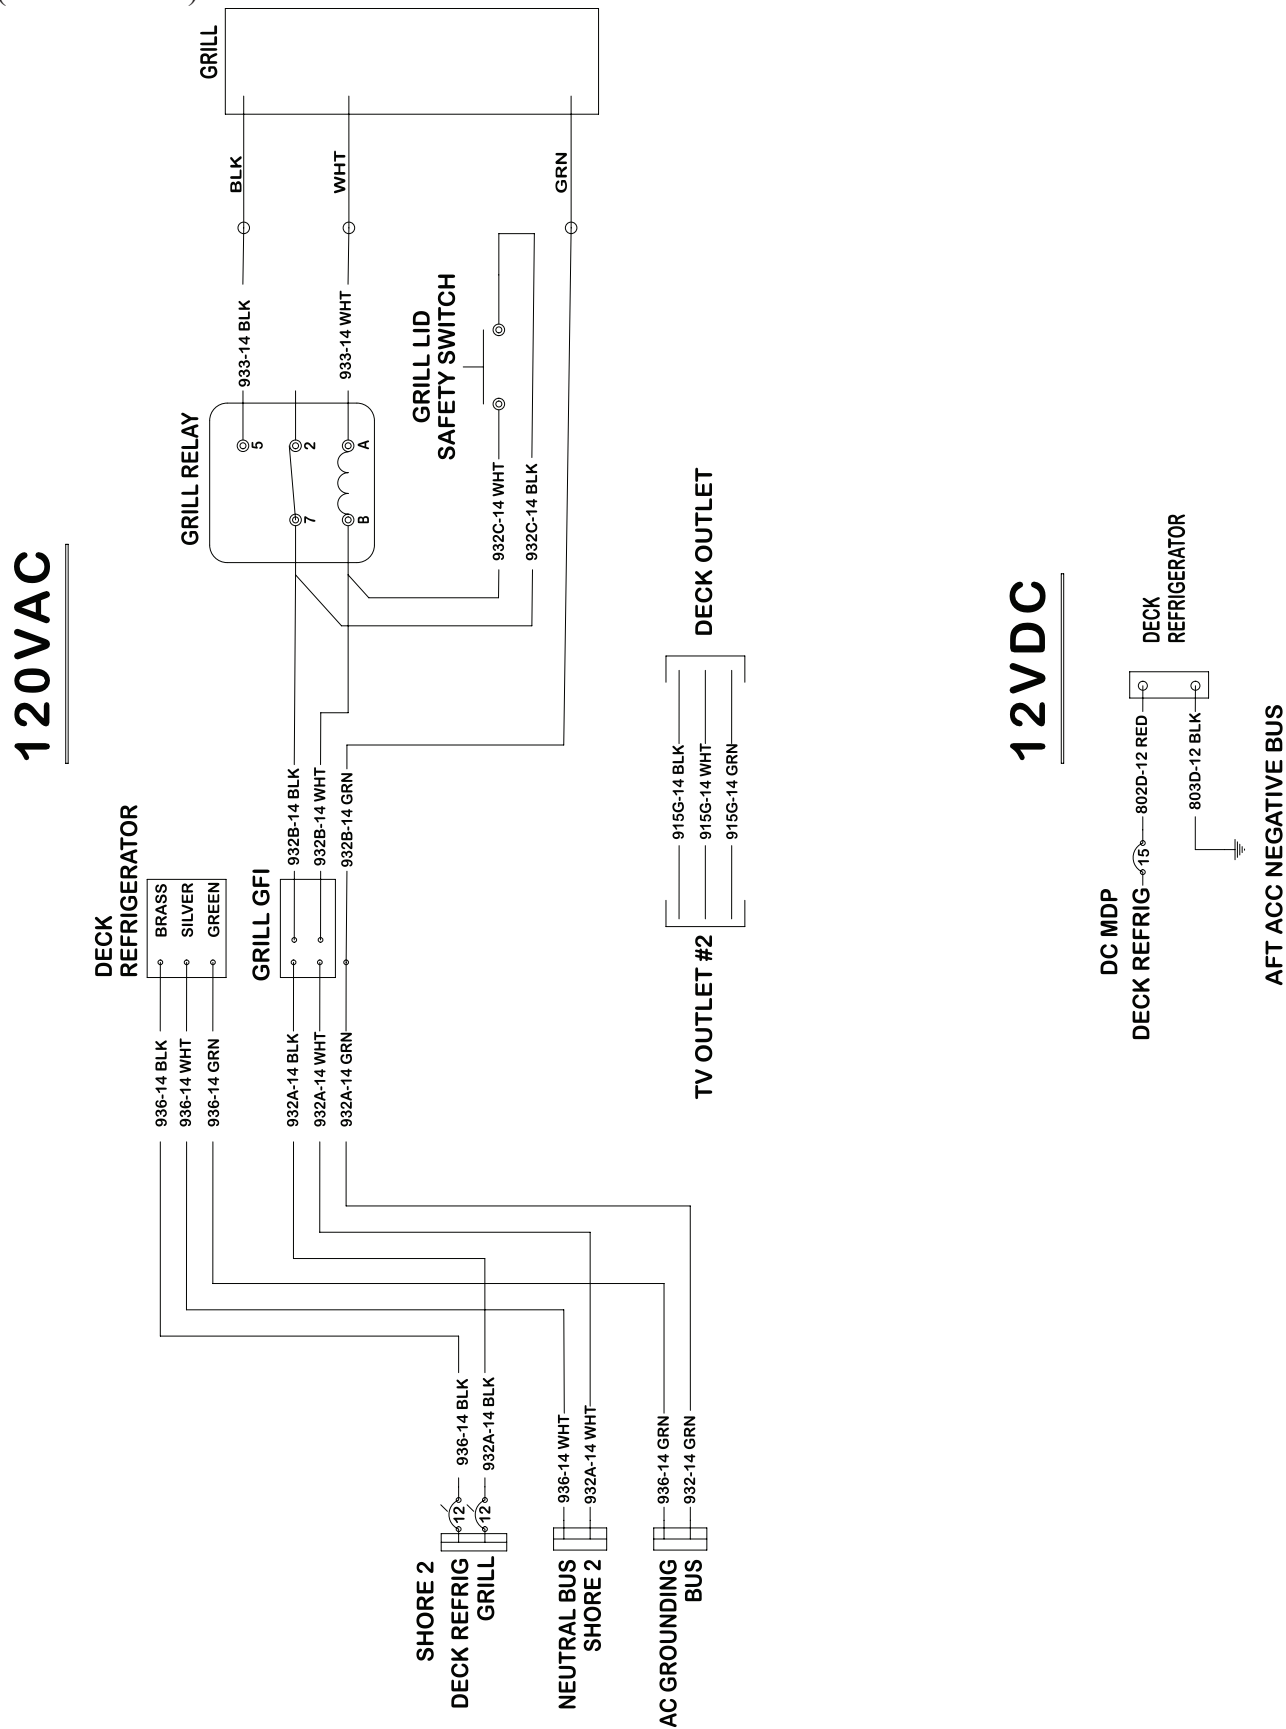 120VAC
DECK
REFRIGERATOR
BRASS
SILVER
GREEN
936-14 BLK
936-14 WHT
936-14 GRN
GRILL GFI
932A-14 BLK
932A-14 WHT
932A-14 GRN
932B-14 BLK
932B-14 WHT
932B-14 GRN
GRILL RELAY
5
2
A
7
B
933-14 BLK
933-14 WHT
GRILL
BLK
WHT
GRN
GRILL LID
SAFETY SWITCH
932C-14 WHT
932C-14 BLK
SHORE 2
DECK REFRIG
GRILL
12
12
936-14 BLK
932A-14 BLK
NEUTRAL BUS
SHORE 2
936-14 WHT
932A-14 WHT
AC GROUNDING
BUS
936-14 GRN
932-14 GRN
TV OUTLET #2
915G-14 BLK
915G-14 WHT
915G-14 GRN
DECK OUTLET
12VDC
DC MDP
DECK REFRIG
15
802D-12 RED
803D-12 BLK
DECK
REFRIGERATOR
AFT ACC NEGATIVE BUS